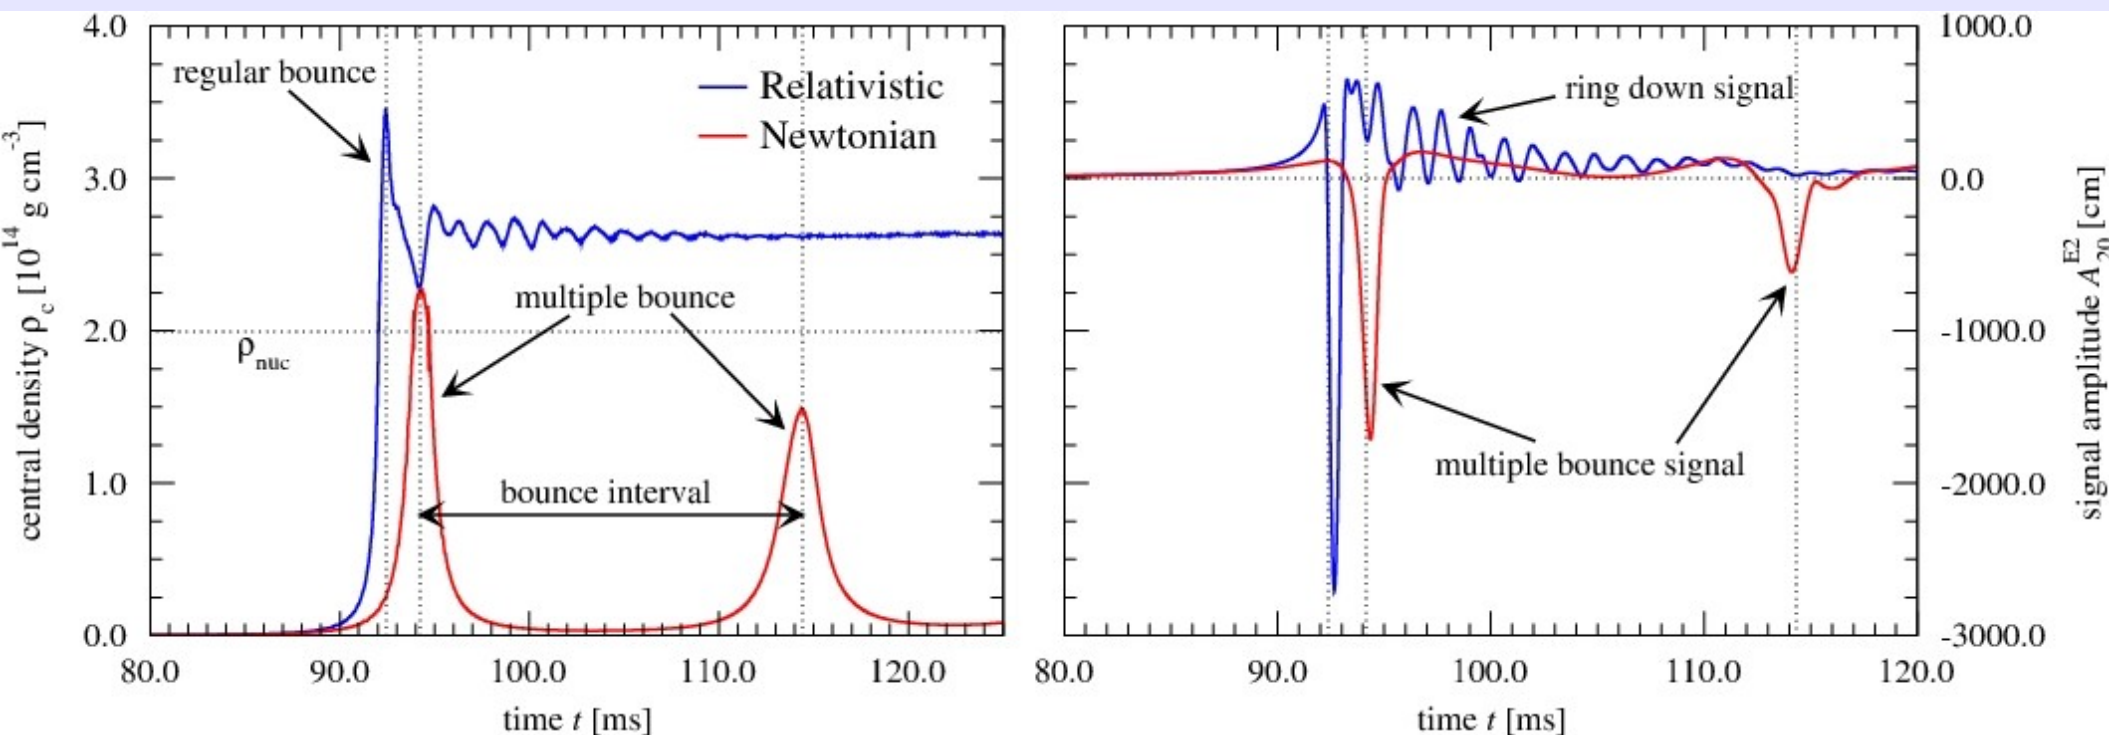 4.0
3.0
2.0
1.0
0.0
central density ρc [10^14 g cm^-3]
regular bounce
Relativistic
Newtonian
multiple bounce
ρnuc
bounce interval
80.0 90.0 100.0 110.0 120.0
time t [ms]
1000.0
0.0
-1000.0
-2000.0
-3000.0
signal amplitude A^E2_20 [cm]
ring down signal
multiple bounce signal
80.0 90.0 100.0 110.0 120.0
time t [ms]